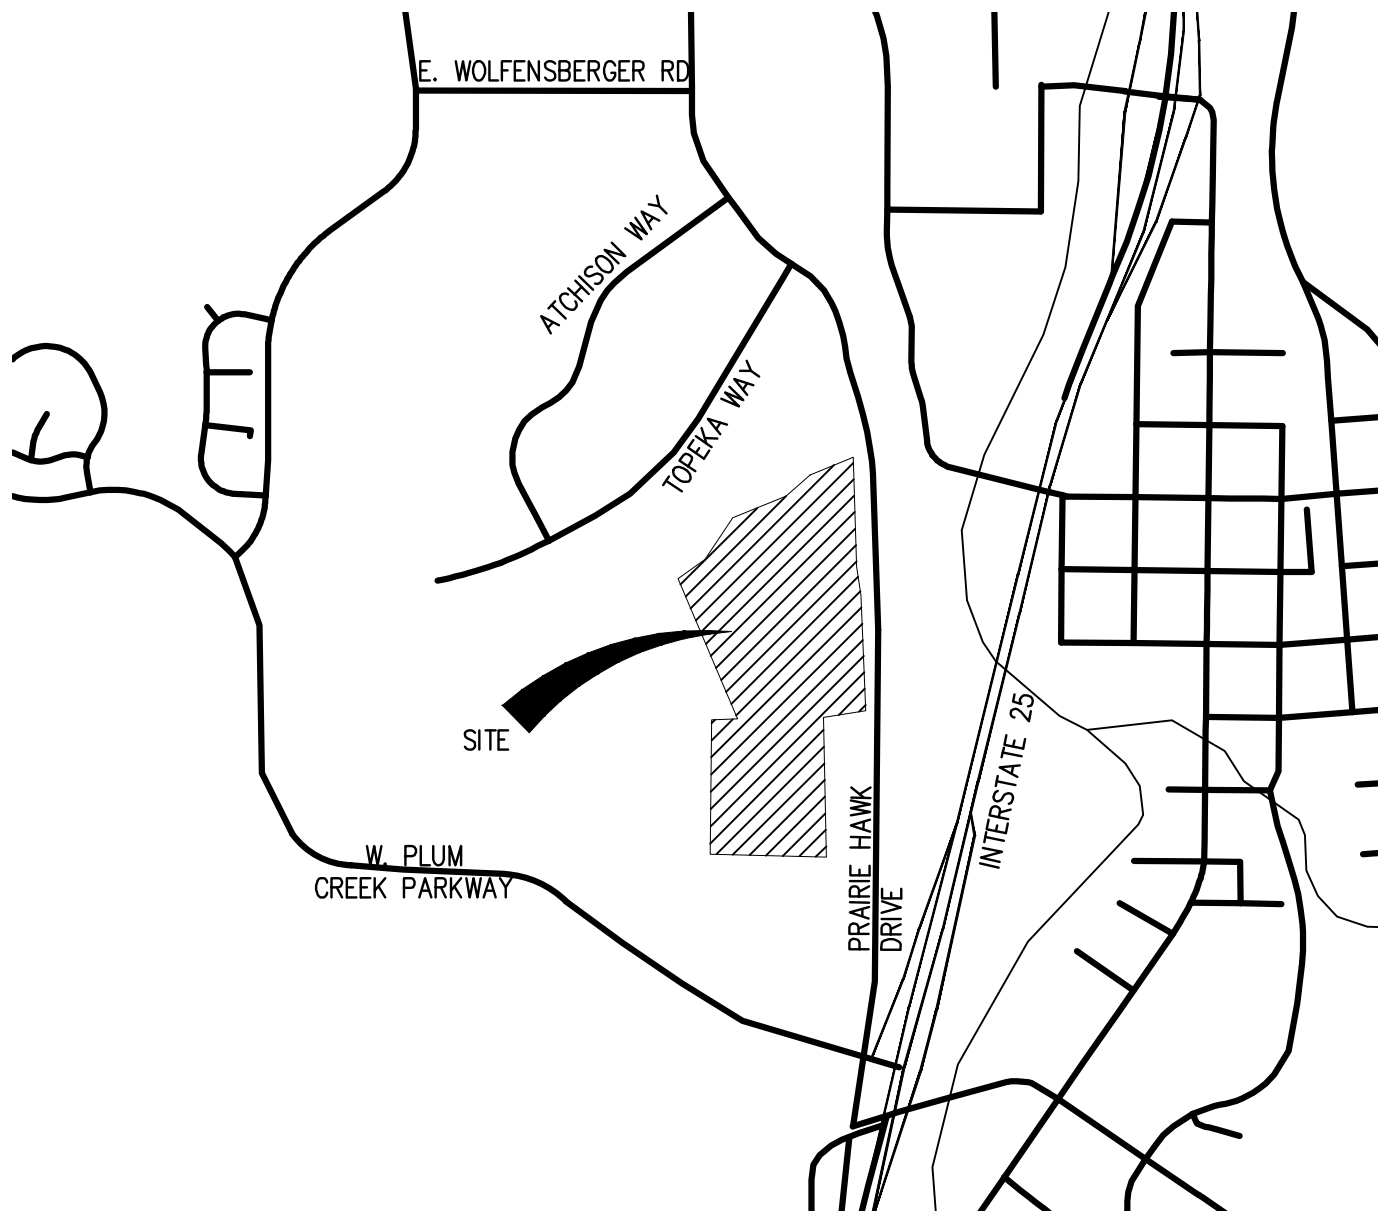 E. WOLFENSBERGER RD
ATCHISON WAY
TOPEKA WAY
SITE
INTERSTATE 25
PRAIRIE HAWK
DRIVE
W. PLUM
CREEK PARKWAY